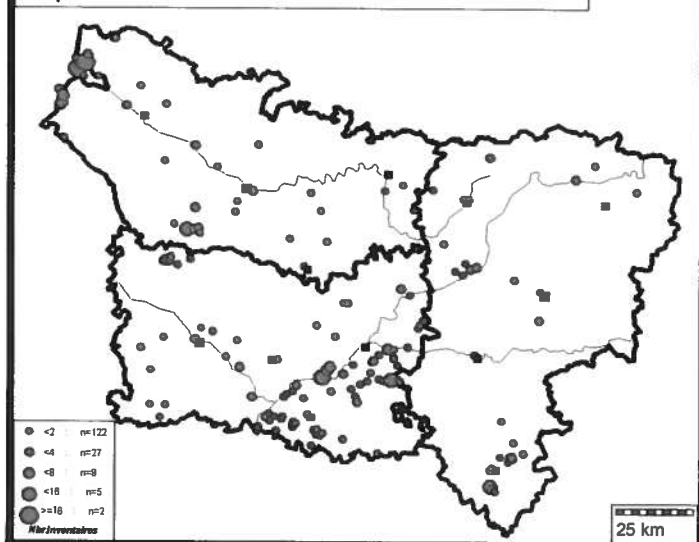 <2 : n=122
<4 : n=27
<8 : n=9
<16 : n=5
>=16 : n=2
Nbr.Inventaires
25 km